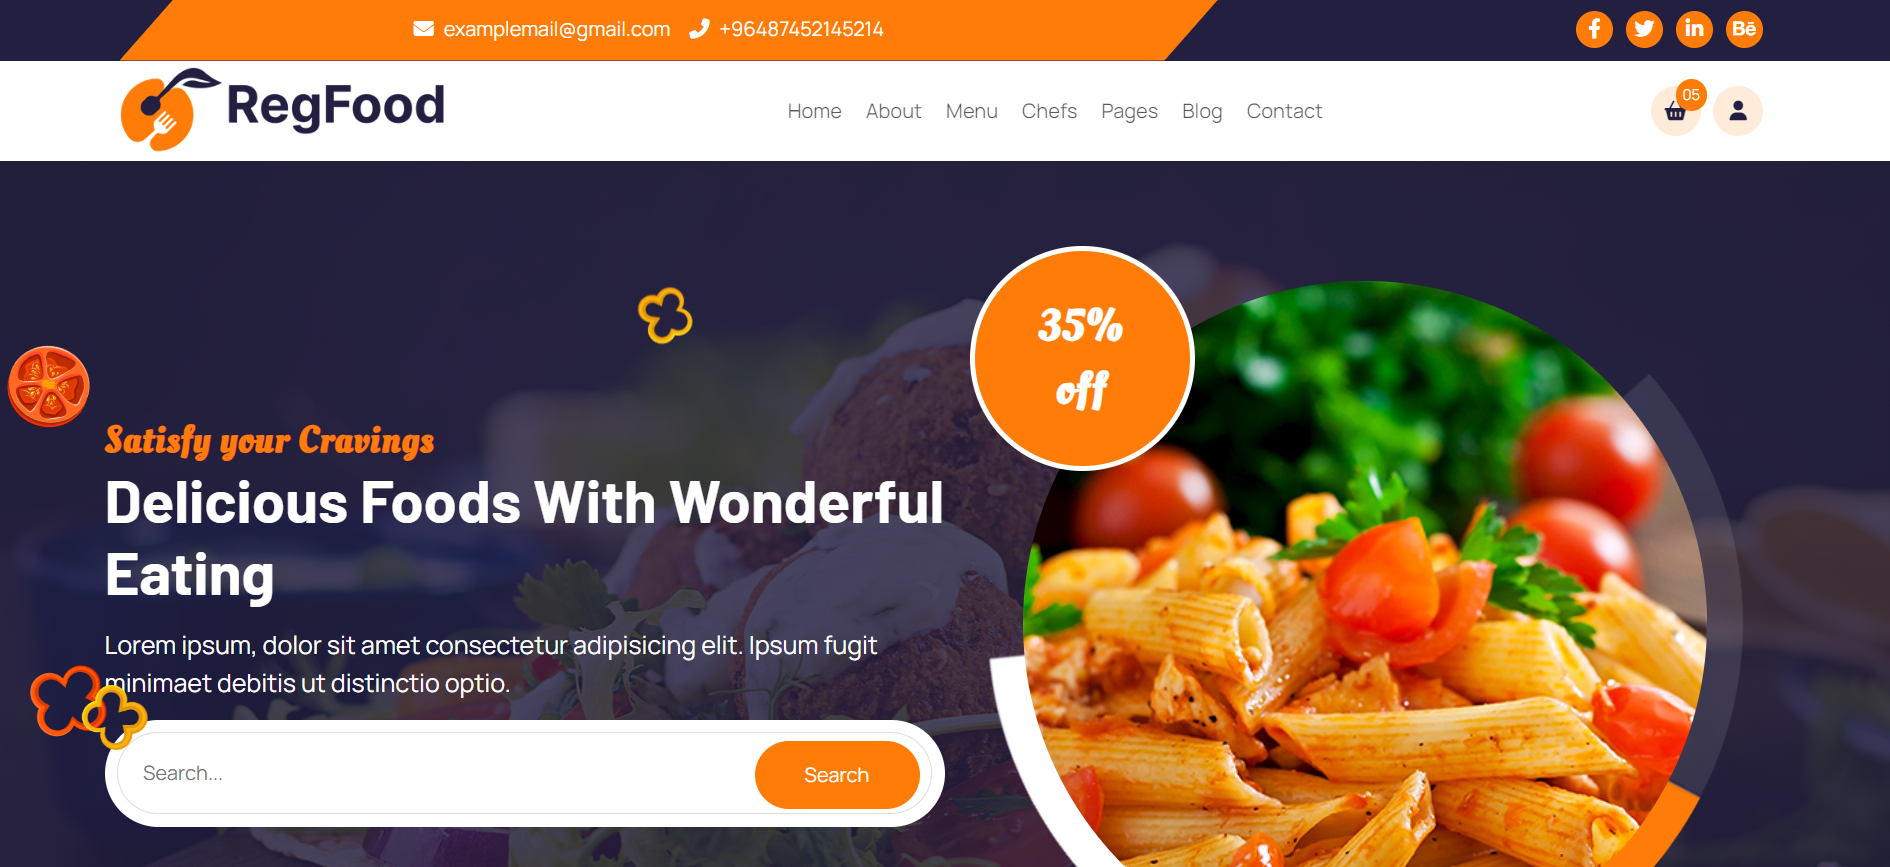 examplemail@gmail.com +96487452145214
Bē
RegFood
Home About Menu Chefs Pages Blog Contact
05
35%
off
Satisfy your Cravings
Delicious Foods With Wonderful
Eating
Lorem ipsum, dolor sit amet consectetur adipisicing elit. Ipsum fugit
minimaet debitis ut distinctio optio.
Search... Search